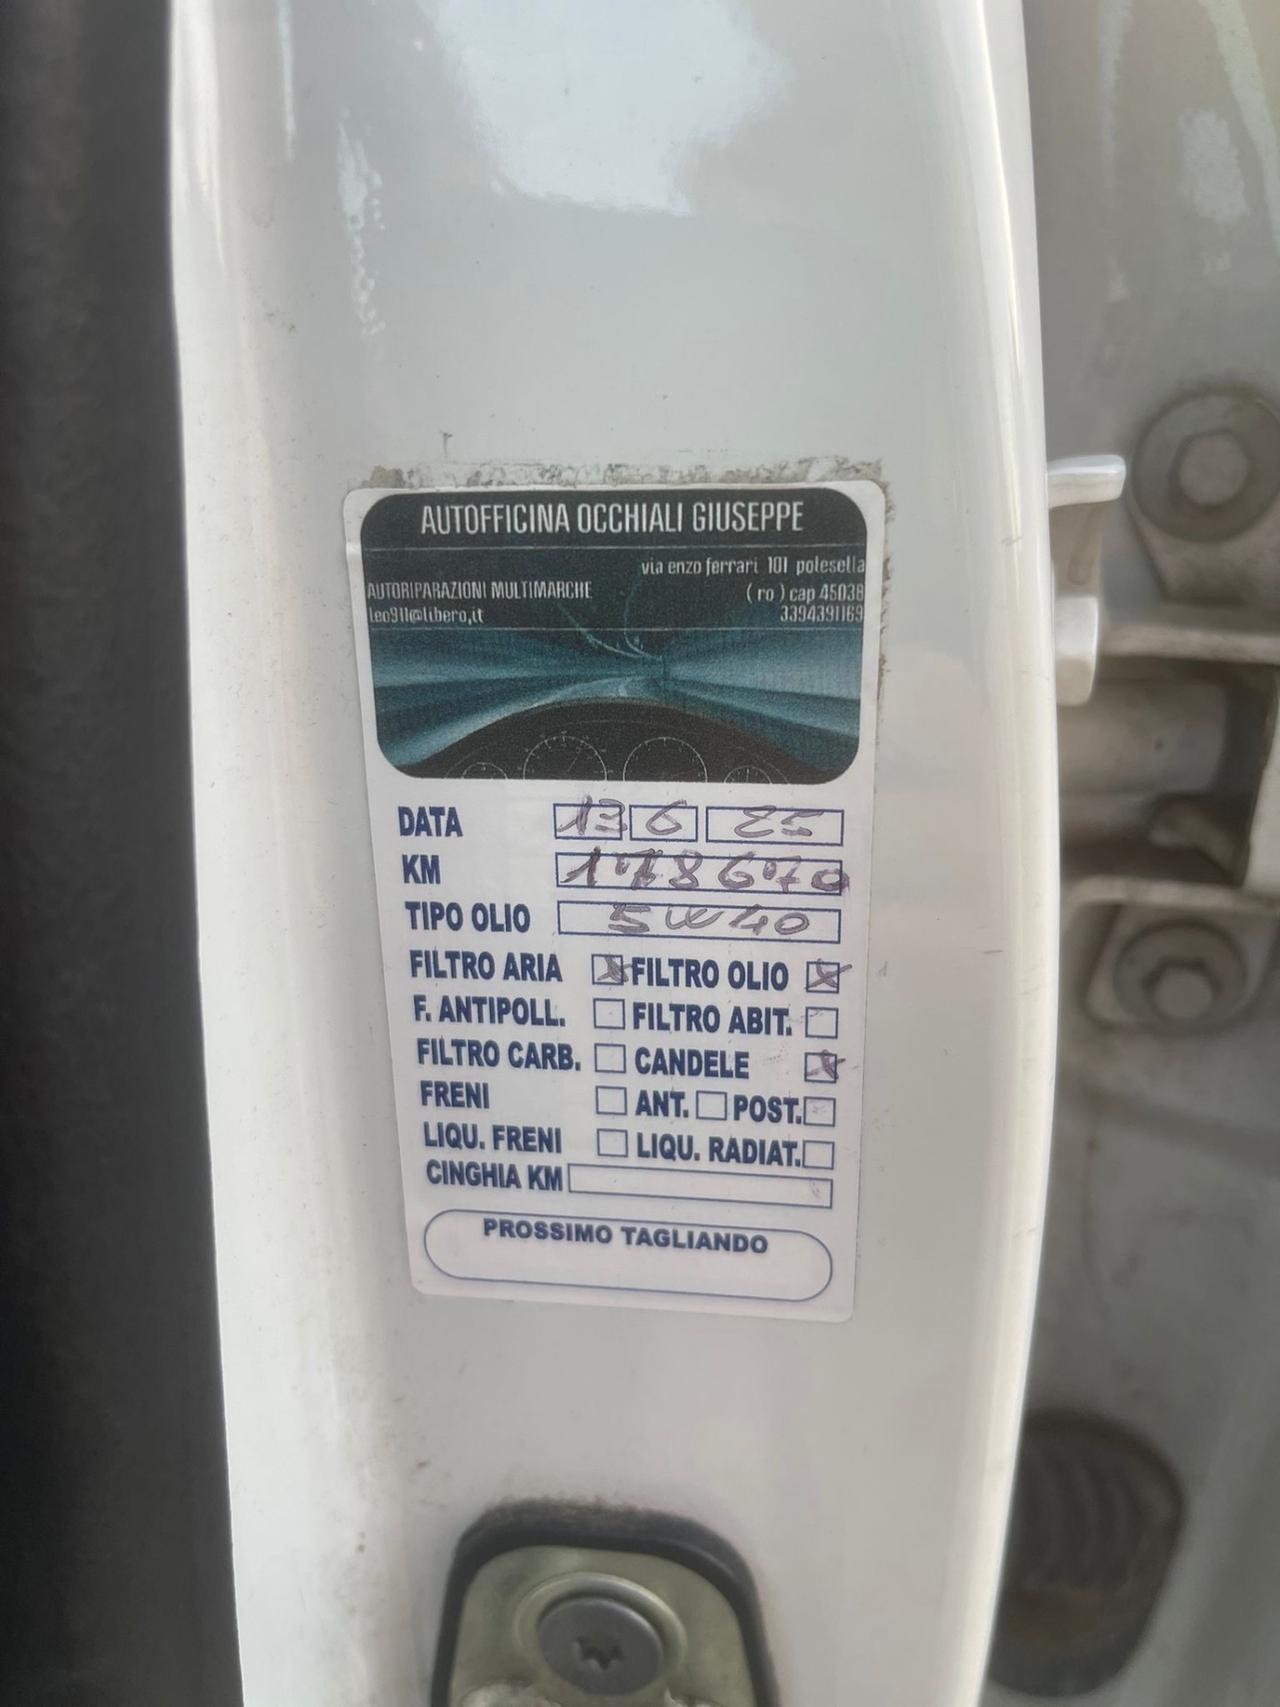 AUTOFFICINA OCCHIALI GIUSEPPE
via enzo ferrari 101 polesella
AUTORIPARAZIONI MULTIMARCHE (ro) cap 45038
leo911@libero,it 3394391169
DATA 13 6 25
KM 178670
TIPO OLIO 5W40
FILTRO ARIA X FILTRO OLIO X
F. ANTIPOLL. FILTRO ABIT.
FILTRO CARB. CANDELE X
FRENI ANT. POST.
LIQU. FRENI LIQU. RADIAT.
CINGHIA KM
PROSSIMO TAGLIANDO